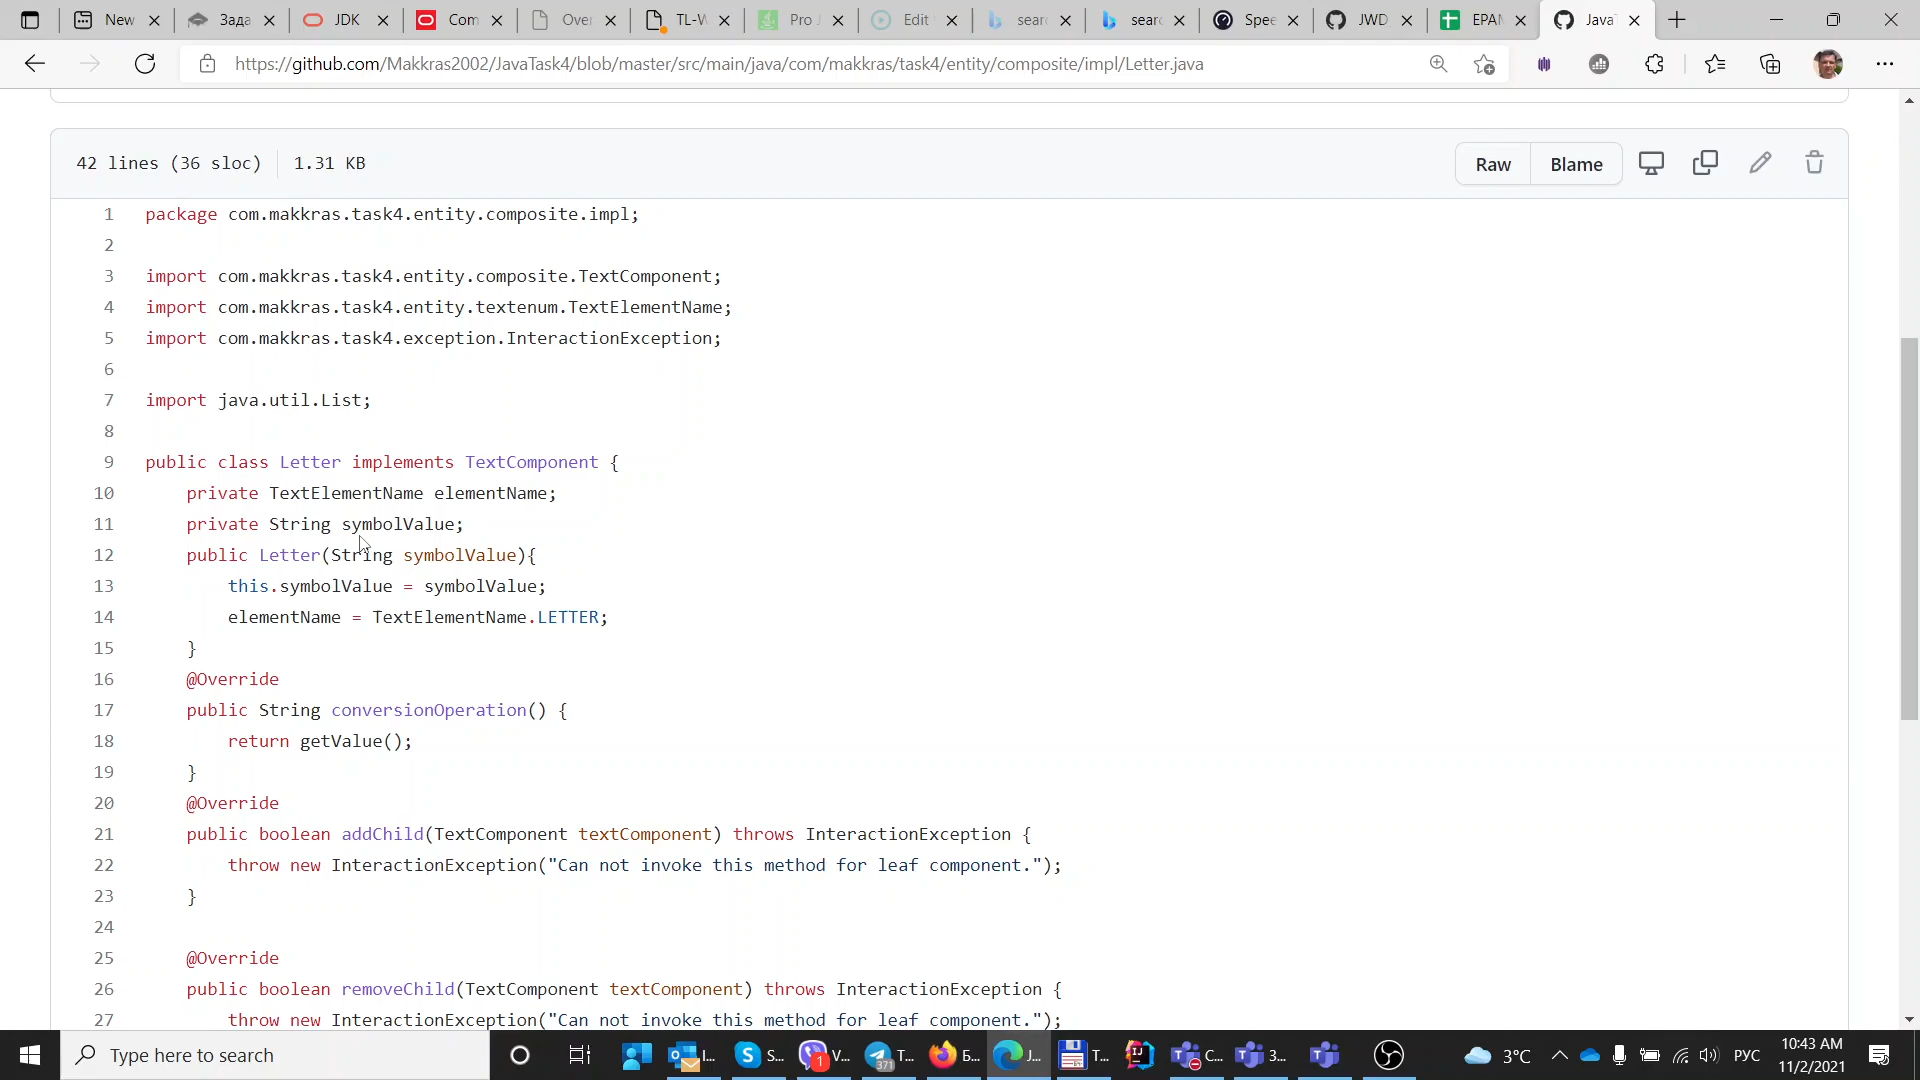 New
Зада
JDK
Com
Over
TL-W
Pro J
Edit
sear
sear
Spee
JWD
EPAM
Java
https://github.com/Makkras2002/JavaTask4/blob/master/src/main/java/com/makkras/task4/entity/composite/impl/Letter.java
42 lines (36 sloc) 1.31 KB
Raw Blame
1 package com.makkras.task4.entity.composite.impl;
2
3 import com.makkras.task4.entity.composite.TextComponent;
4 import com.makkras.task4.entity.textenum.TextElementName;
5 import com.makkras.task4.exception.InteractionException;
6
7 import java.util.List;
8
9 public class Letter implements TextComponent {
10 private TextElementName elementName;
11 private String symbolValue;
12 public Letter(String symbolValue){
13 this.symbolValue = symbolValue;
14 elementName = TextElementName.LETTER;
15 }
16 @Override
17 public String conversionOperation() {
18 return getValue();
19 }
20 @Override
21 public boolean addChild(TextComponent textComponent) throws InteractionException {
22 throw new InteractionException("Can not invoke this method for leaf component.");
23 }
24
25 @Override
26 public boolean removeChild(TextComponent textComponent) throws InteractionException {
27 throw new InteractionException("Can not invoke this method for leaf component.");
Type here to search
I...
S...
V...
1
T...
371
Б...
J...
T...
C...
З...
3°C
РУС
10:43 AM
11/2/2021